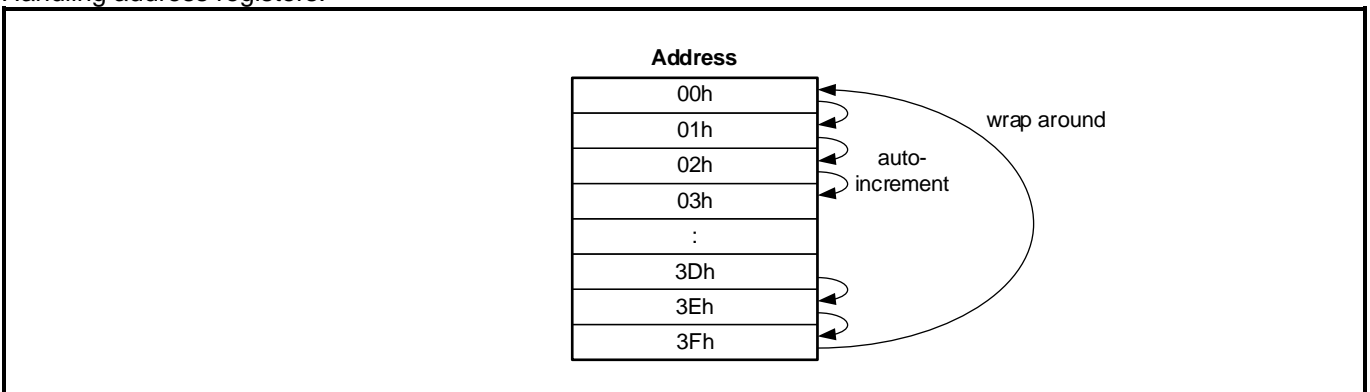 Handling address registers:
Address
00h
01h
02h
03h
:
3Dh
3Eh
3Fh
wrap around
auto-
increment